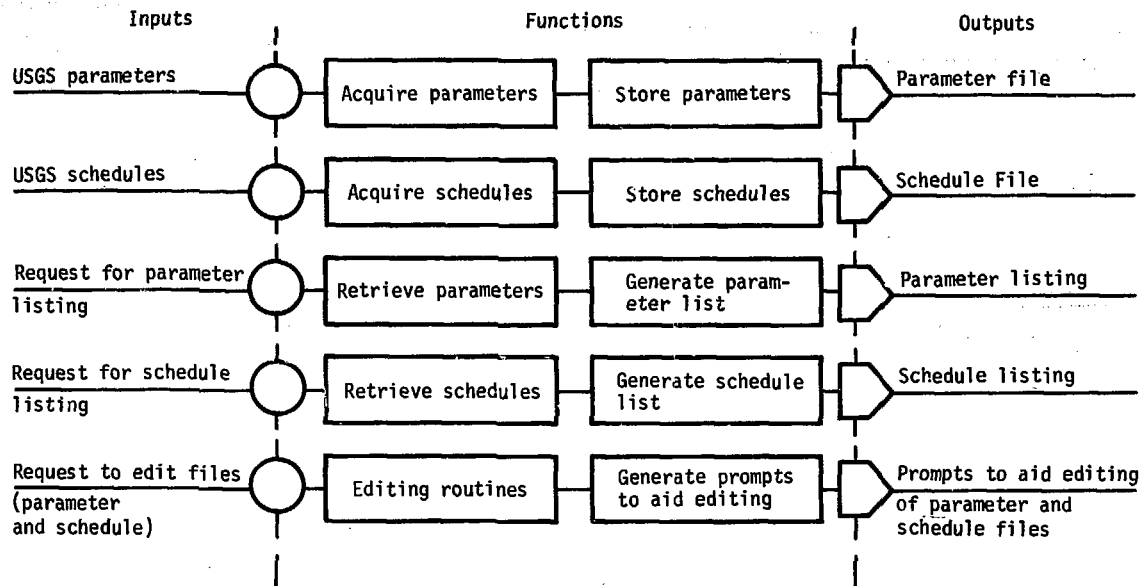 Inputs
Functions
Outputs
USGS parameters
Acquire parameters
Store parameters
Parameter file
USGS schedules
Acquire schedules
Store schedules
Schedule File
Request for parameter
listing
Retrieve parameters
Generate param-
eter list
Parameter listing
Request for schedule
listing
Retrieve schedules
Generate schedule
list
Schedule listing
Request to edit files
(parameter
and schedule)
Editing routines
Generate prompts
to aid editing
Prompts to aid editing
of parameter and
schedule files